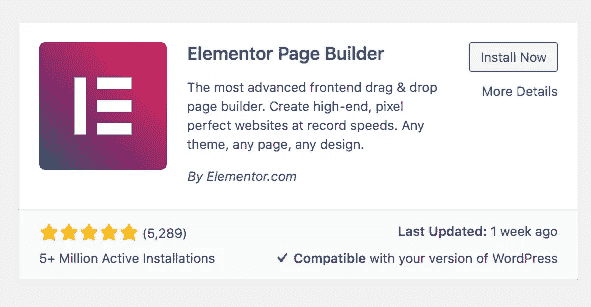 Elementor Page Builder
Install Now
The most advanced frontend drag & drop
More Details
page builder. Create high-end, pixel
perfect websites at record speeds. Any
theme, any page, any design.
By Elementor.com
(5,289)
Last Updated: 1 week ago
5+ Million Active Installations
Compatible with your version of WordPress